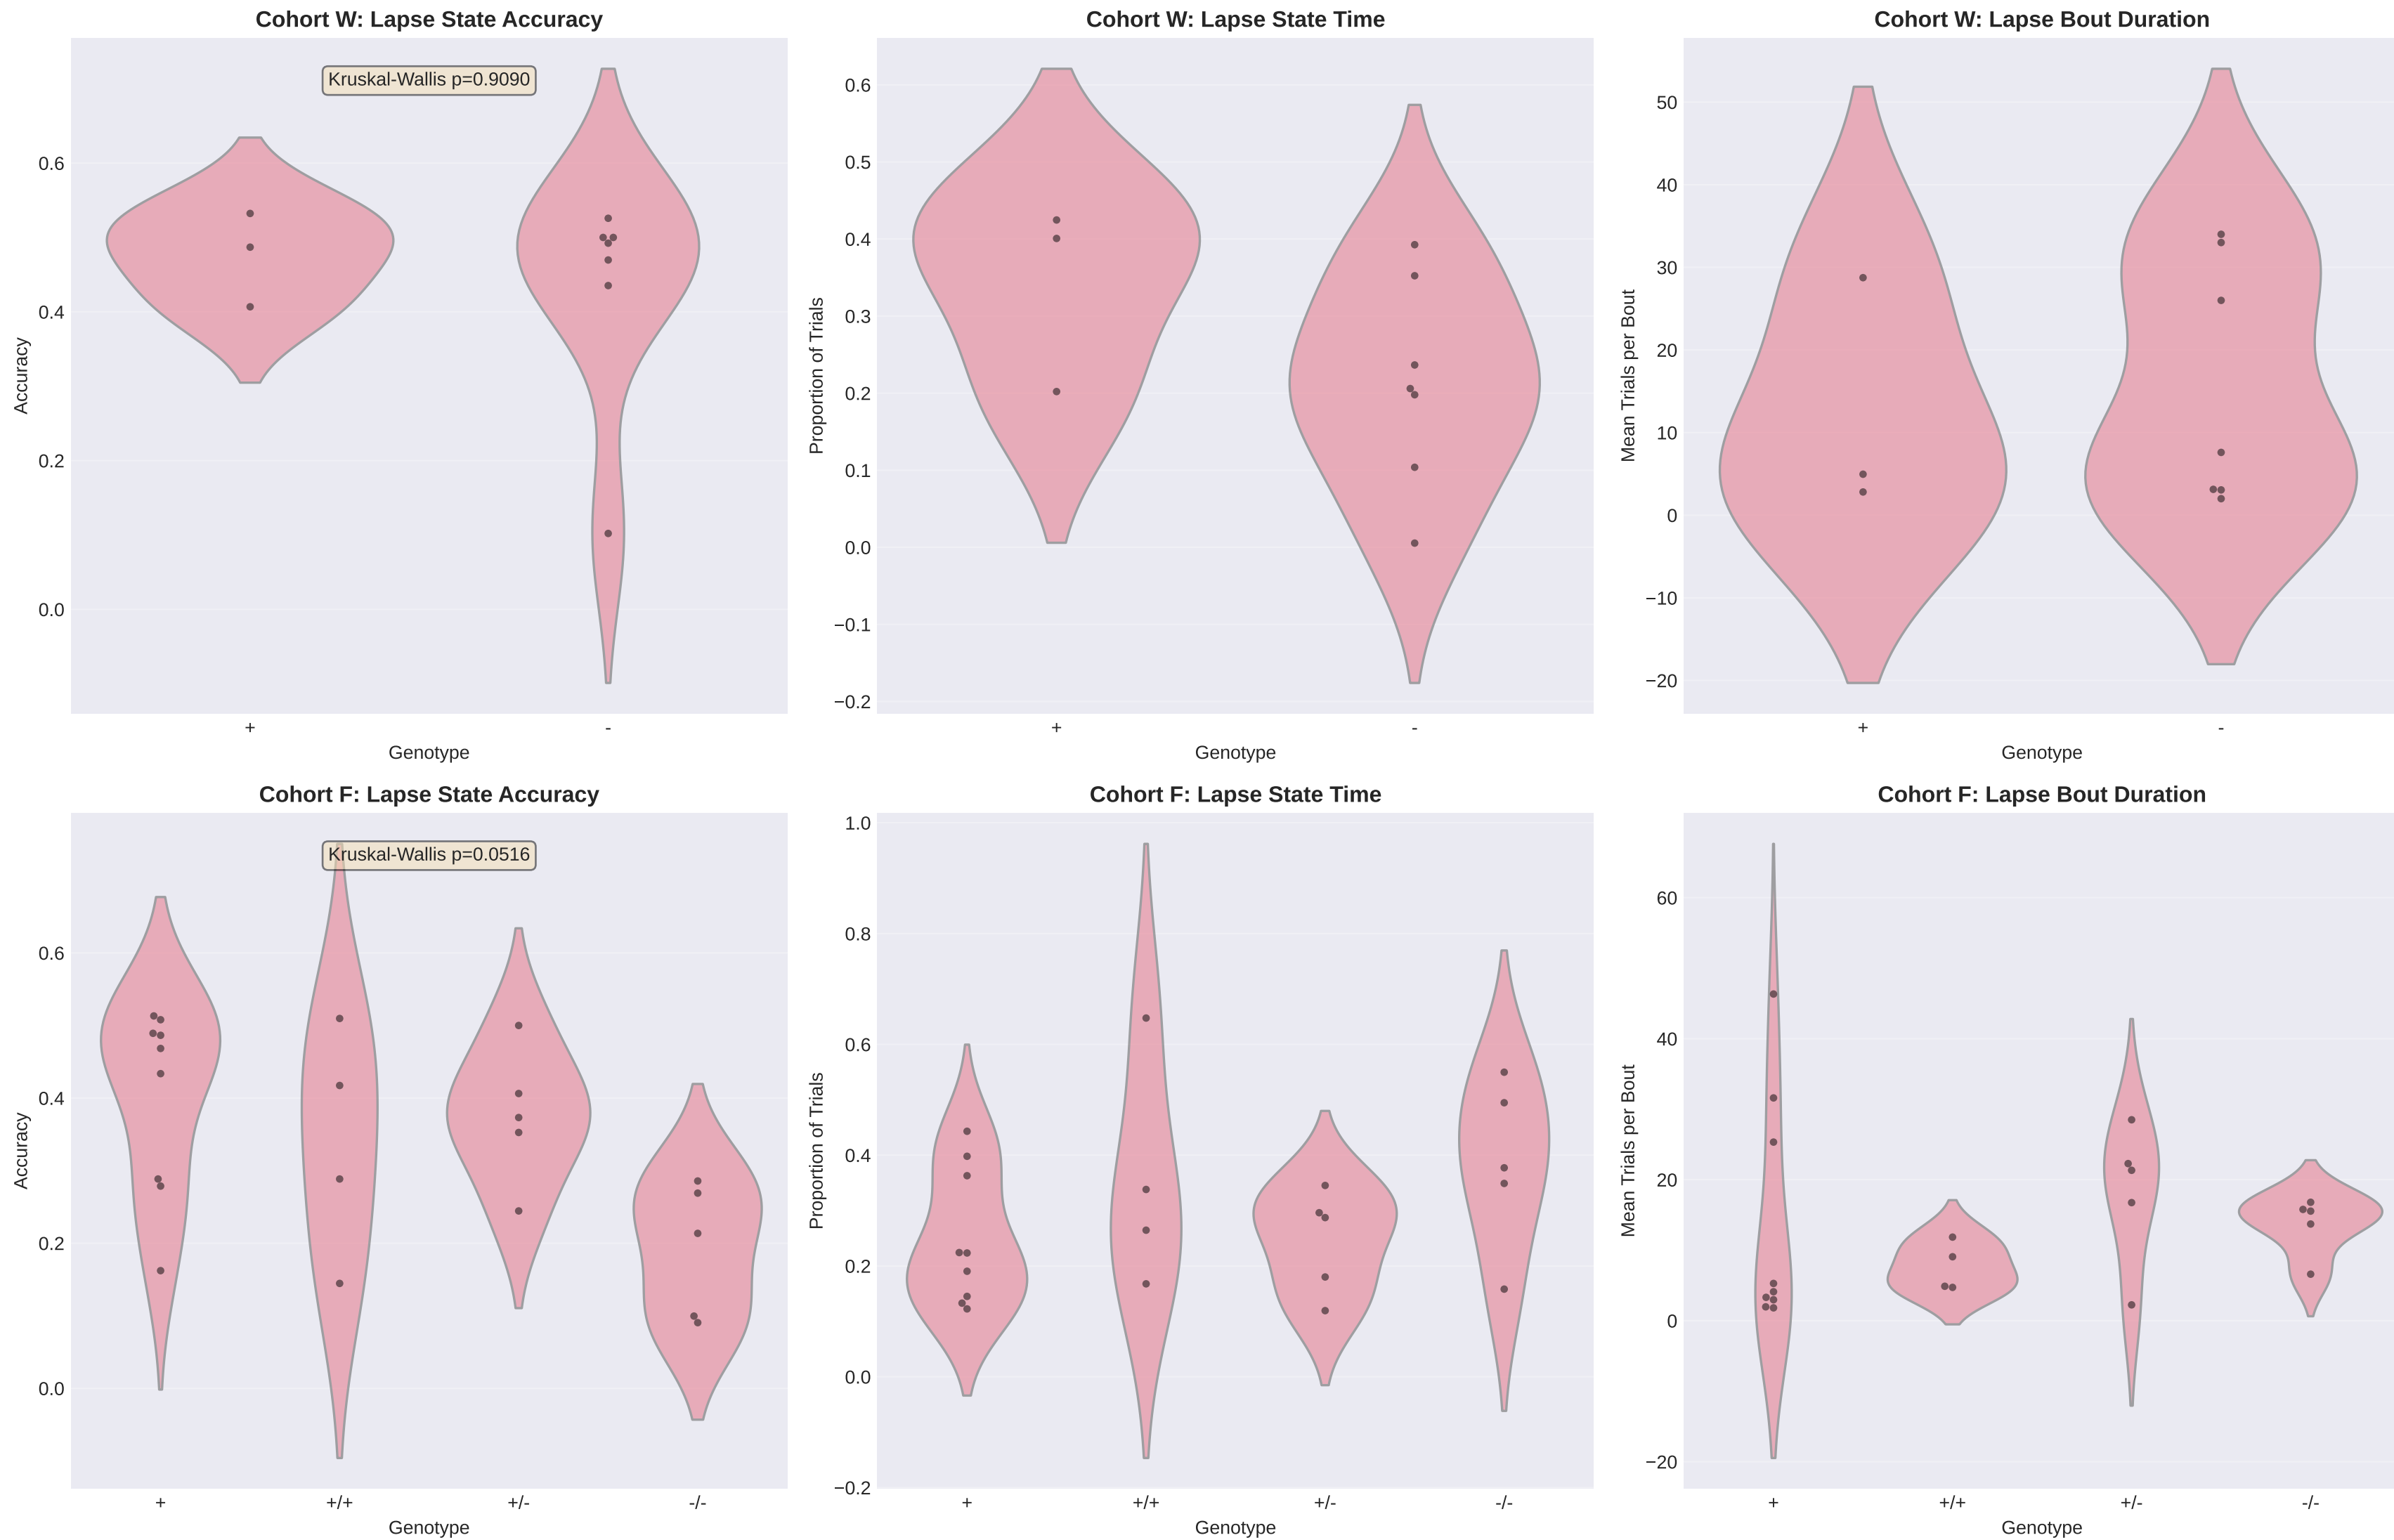 Cohort W: Lapse State Accuracy
Kruskal-Wallis p=0.9090
Accuracy
0.6
0.4
0.2
0.0
+
-
Genotype
Cohort W: Lapse State Time
Proportion of Trials
0.6
0.5
0.4
0.3
0.2
0.1
0.0
−0.1
−0.2
+
-
Genotype
Cohort W: Lapse Bout Duration
Mean Trials per Bout
50
40
30
20
10
0
−10
−20
+
-
Genotype
Cohort F: Lapse State Accuracy
Kruskal-Wallis p=0.0516
Accuracy
0.6
0.4
0.2
0.0
+
+/+
+/-
-/-
Genotype
Cohort F: Lapse State Time
Proportion of Trials
1.0
0.8
0.6
0.4
0.2
0.0
−0.2
+
+/+
+/-
-/-
Genotype
Cohort F: Lapse Bout Duration
Mean Trials per Bout
60
40
20
0
−20
+
+/+
+/-
-/-
Genotype